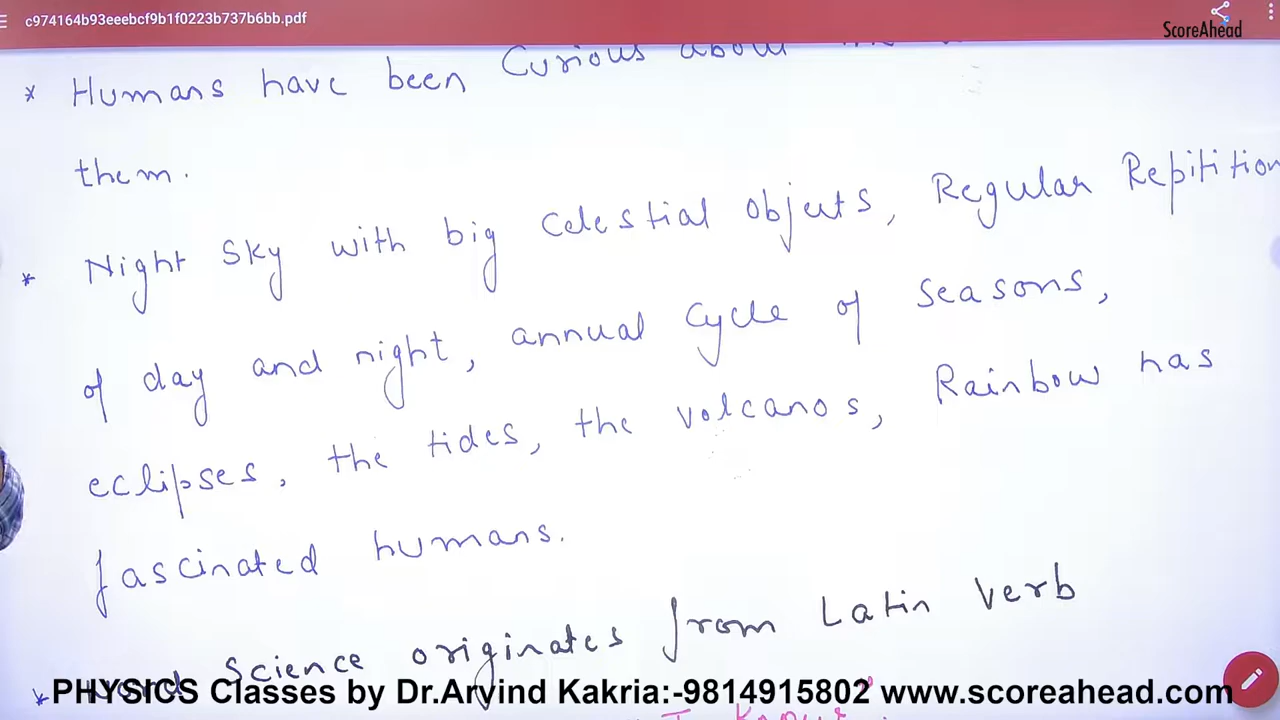 c974164b93eeebcf9b1f0223b737b6bb.pdf
ScoreAhead
* Humans have been Curious about
them.
* Night Sky with big Celestial Objects, Regular Repitition
of day and night, annual Cycle of Seasons,
eclipses, the tides, the volcanos, Rainbow has
fascinated humans.
* Science originates from Latin Verb
PHYSICS Classes by Dr.Arvind Kakria:-9814915802 www.scoreahead.com